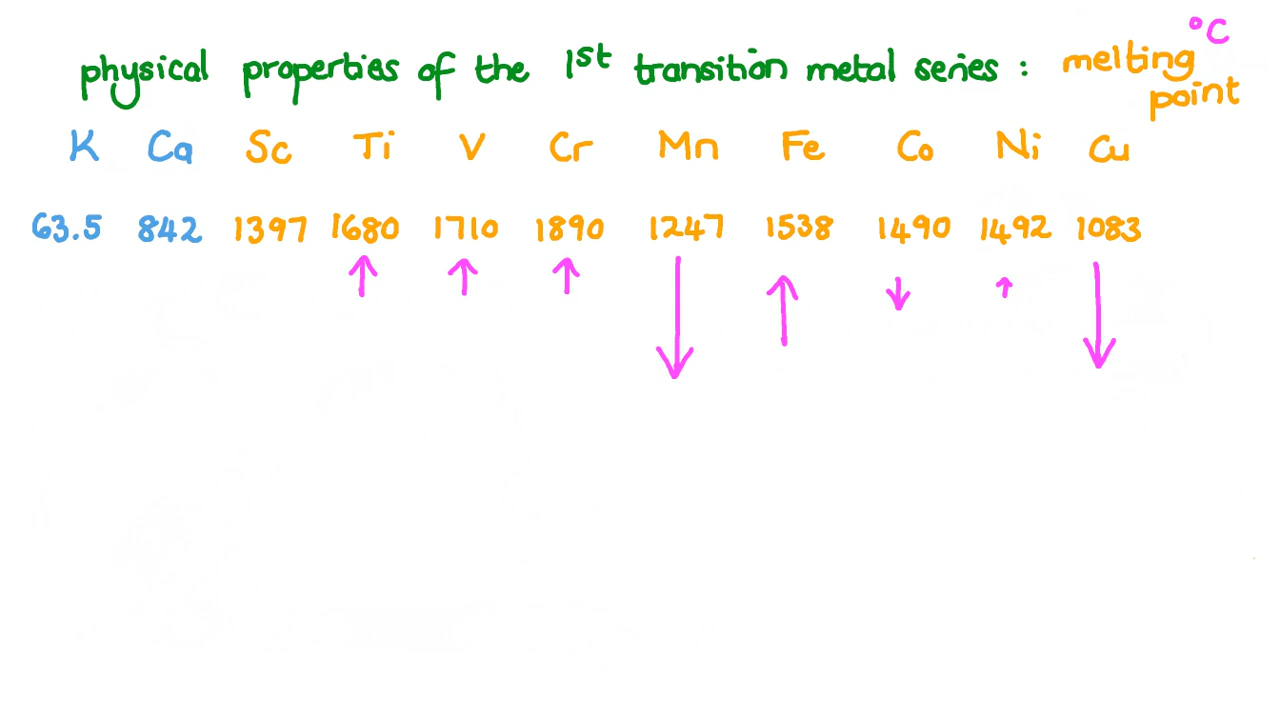 °C
physical properties of the 1st transition metal series : melting
point
K Ca Sc Ti V Cr Mn Fe Co Ni Cu
63.5 842 1397 1680 1710 1890 1247 1538 1490 1492 1083